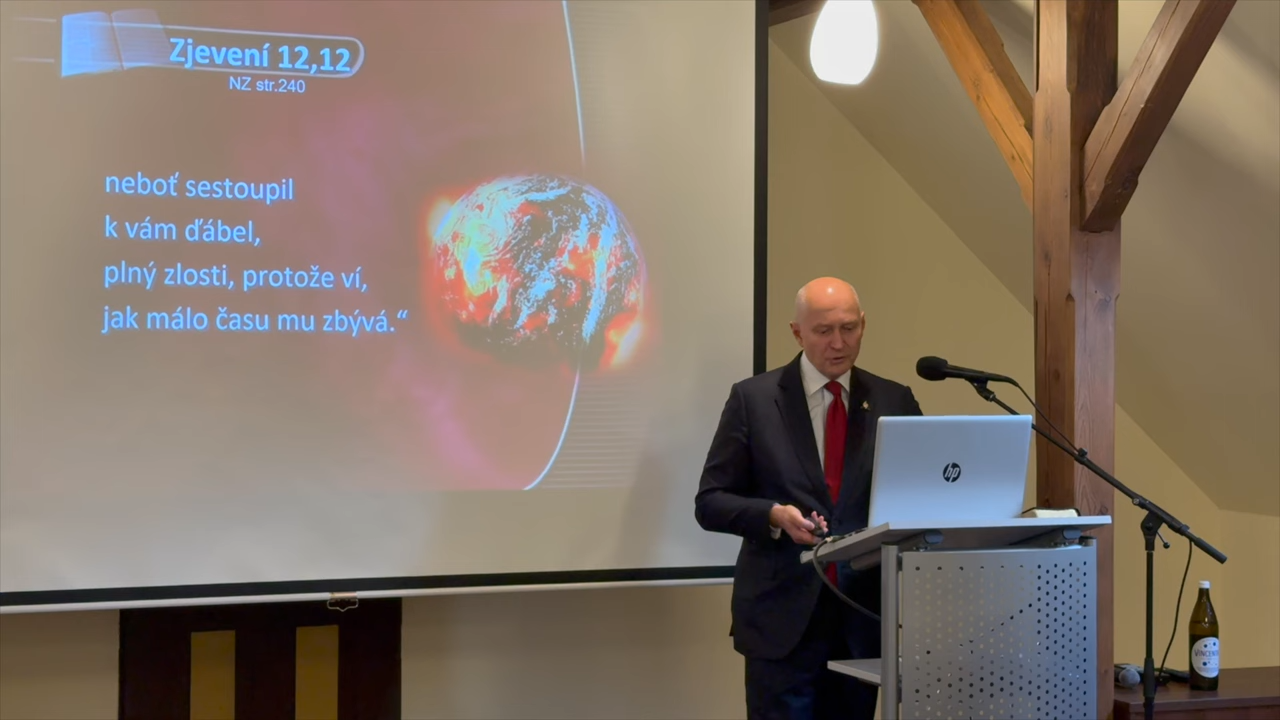 Zjevení 12,12
NZ str.240
neboť sestoupil
k vám ďábel,
plný zlosti, protože ví,
jak málo času mu zbývá.“
hp
VINCENTKA